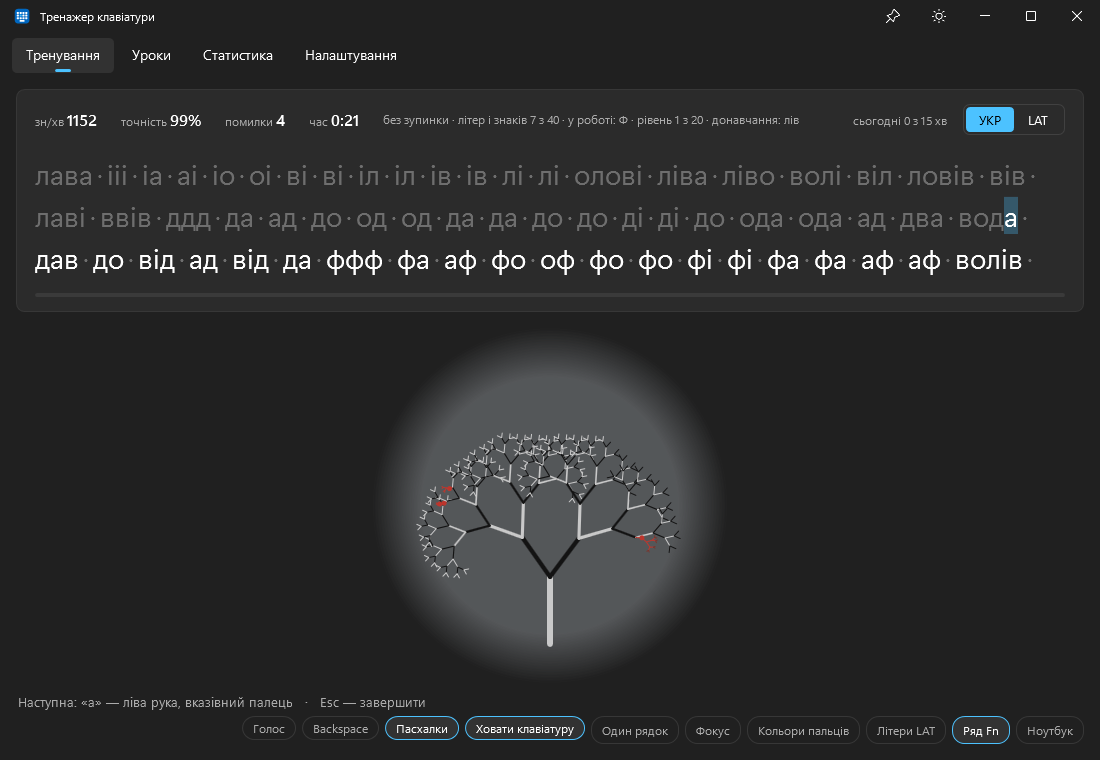 Тренажер клавіатури
Тренування Уроки Статистика Налаштування
зн/хв 1152 точність 99% помилки 4 час 0:21 без зупинки · літер і знаків 7 з 40 · у роботі: Ф · рівень 1 з 20 · донавчання: лів сьогодні 0 з 15 хв УКР LAT
лава·ііі·іа·аі·іо·оі·ві·ві·іл·іл·ів·ів·лі·лі·олові·ліва·ліво·волі·віл·ловів·вів·
лаві·ввів·ддд·да·ад·до·од·од·да·да·до·до·ді·ді·до·ода·ода·ад·два·вода·
дав·до·від·ад·від·да·ффф·фа·аф·фо·оф·фо·фо·фі·фі·фа·фа·аф·аф·волів·
Наступна: «а» — ліва рука, вказівний палець · Esc — завершити
Голос Backspace Пасхалки Ховати клавіатуру Один рядок Фокус Кольори пальців Літери LAT Ряд Fn Ноутбук